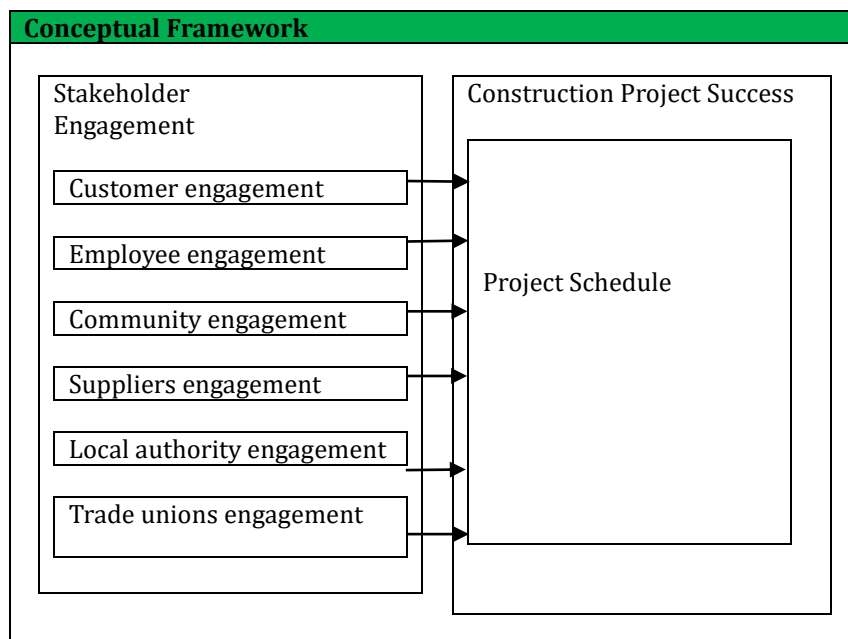 Conceptual Framework
Stakeholder
Engagement
Customer engagement
Employee engagement
Community engagement
Suppliers engagement
Local authority engagement
Trade unions engagement
Construction Project Success
Project Schedule